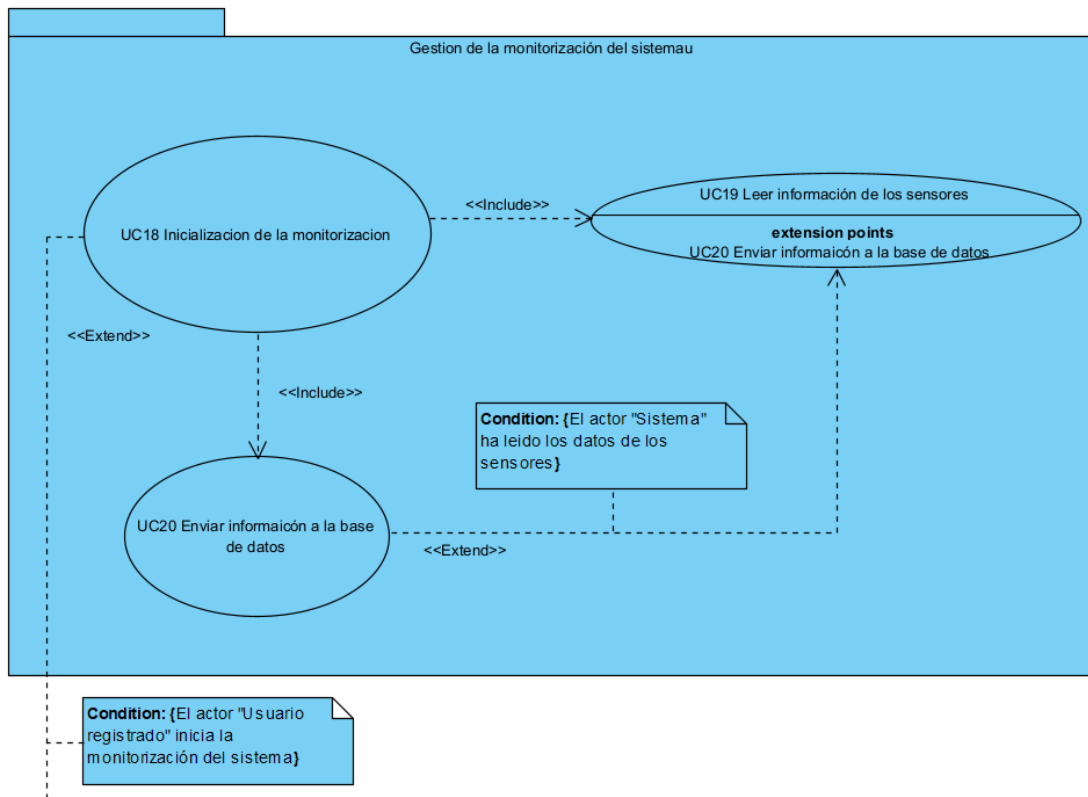 Gestion de la monitorización del sistemau
UC18 Inicializacion de la monitorizacion
<<Include>>
UC19 Leer información de los sensores
extension points
UC20 Enviar informaicón a la base de datos
<<Extend>>
<<Include>>
Condition: {El actor "Sistema"
ha leido los datos de los
sensores}
UC20 Enviar informaicón a la base
de datos
<<Extend>>
Condition: {El actor "Usuario
registrado" inicia la
monitorización del sistema}